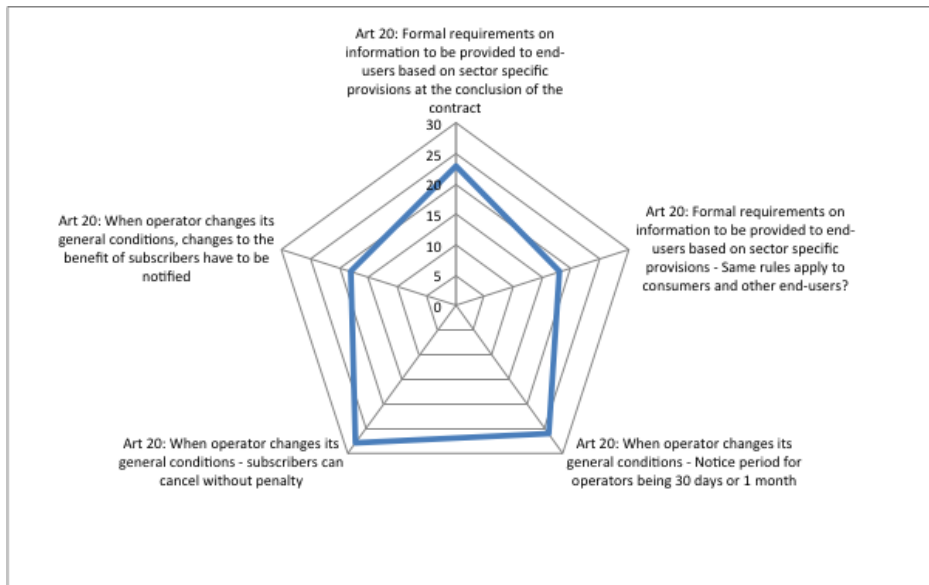 Art 20: Formal requirements on
information to be provided to end-
users based on sector specific
provisions at the conclusion of the
contract
30
25
20
15
10
5
0
Art 20: Formal requirements on
information to be provided to end-
users based on sector specific
provisions - Same rules apply to
consumers and other end-users?
Art 20: When operator changes its
general conditions - Notice period for
operators being 30 days or 1 month
Art 20: When operator changes its
general conditions - subscribers can
cancel without penalty
Art 20: When operator changes its
general conditions, changes to the
benefit of subscribers have to be
notified